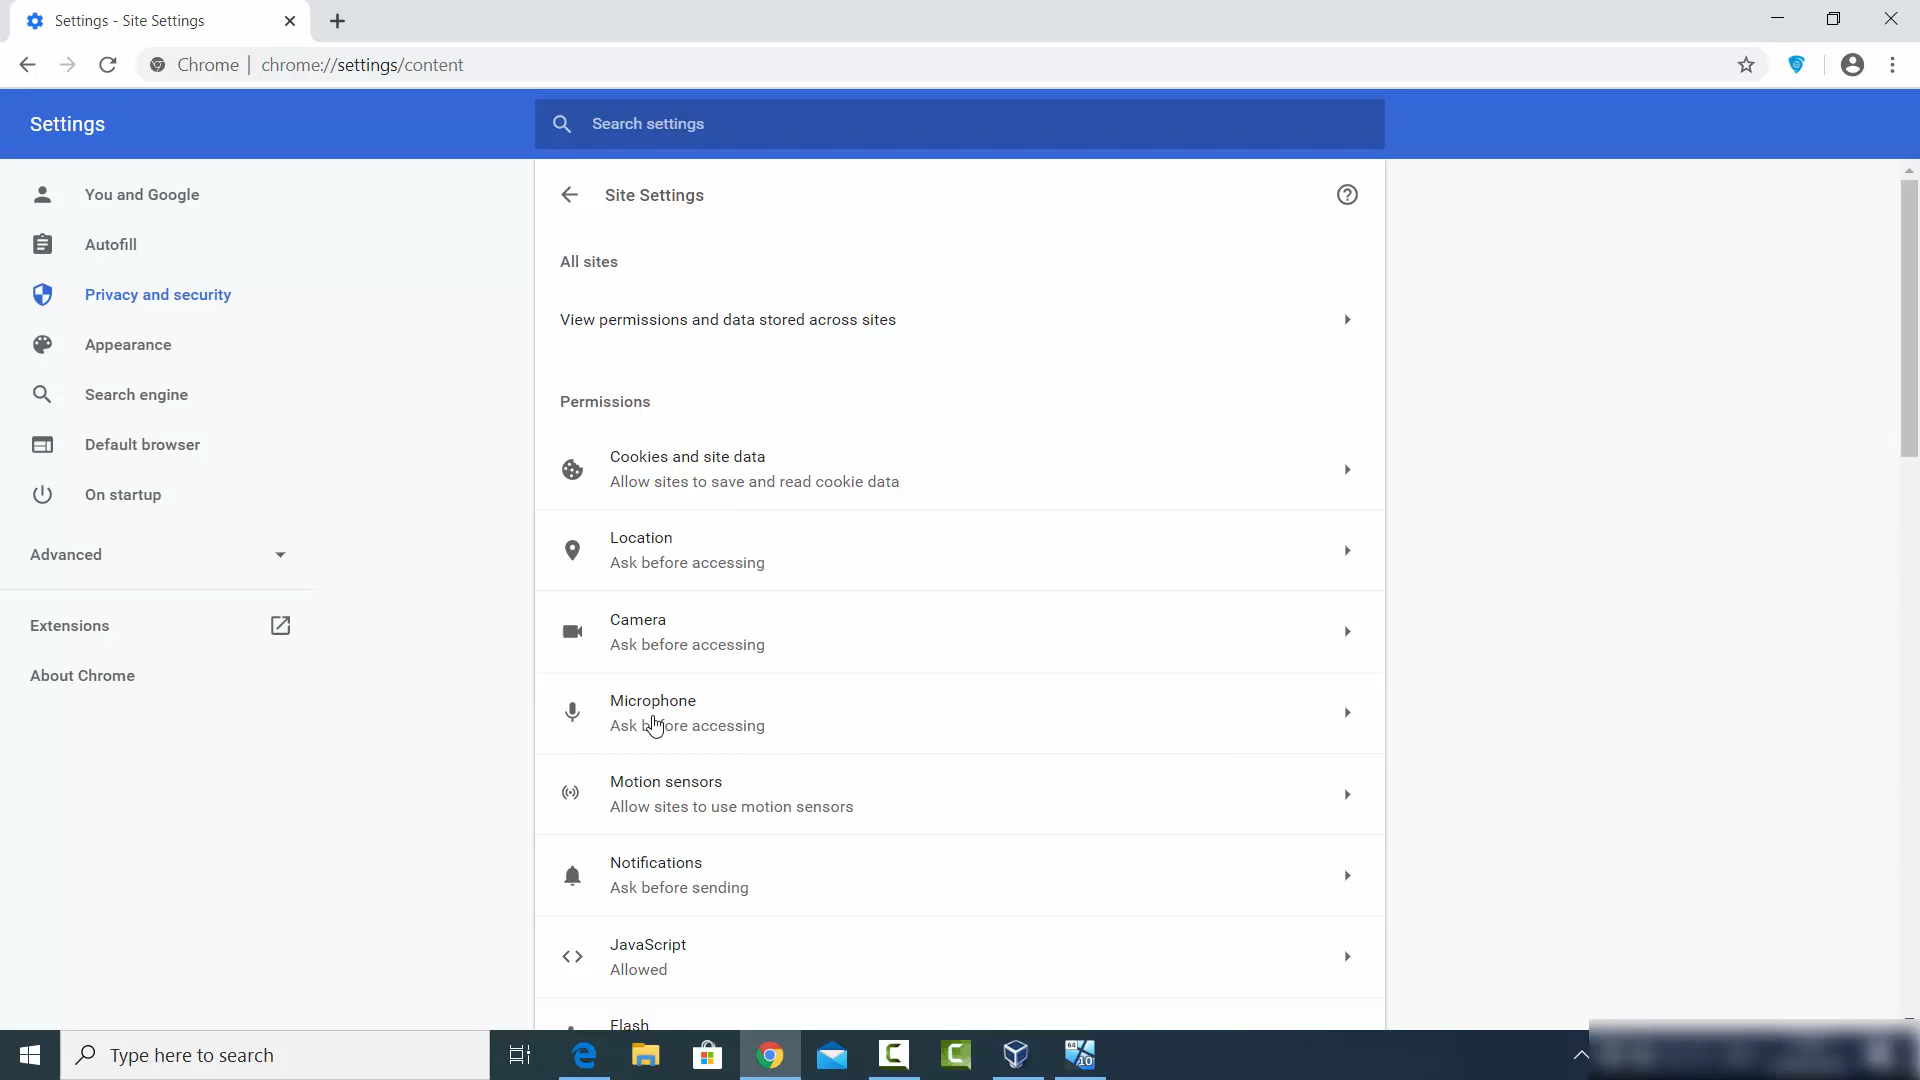 Settings - Site Settings
Chrome | chrome://settings/content
Settings
Search settings
You and Google
Autofill
Privacy and security
Appearance
Search engine
Default browser
On startup
Advanced
Extensions
About Chrome
Site Settings
All sites
View permissions and data stored across sites
Permissions
Cookies and site data
Allow sites to save and read cookie data
Location
Ask before accessing
Camera
Ask before accessing
Microphone
Ask before accessing
Motion sensors
Allow sites to use motion sensors
Notifications
Ask before sending
JavaScript
Allowed
Flash
Type here to search
64
10